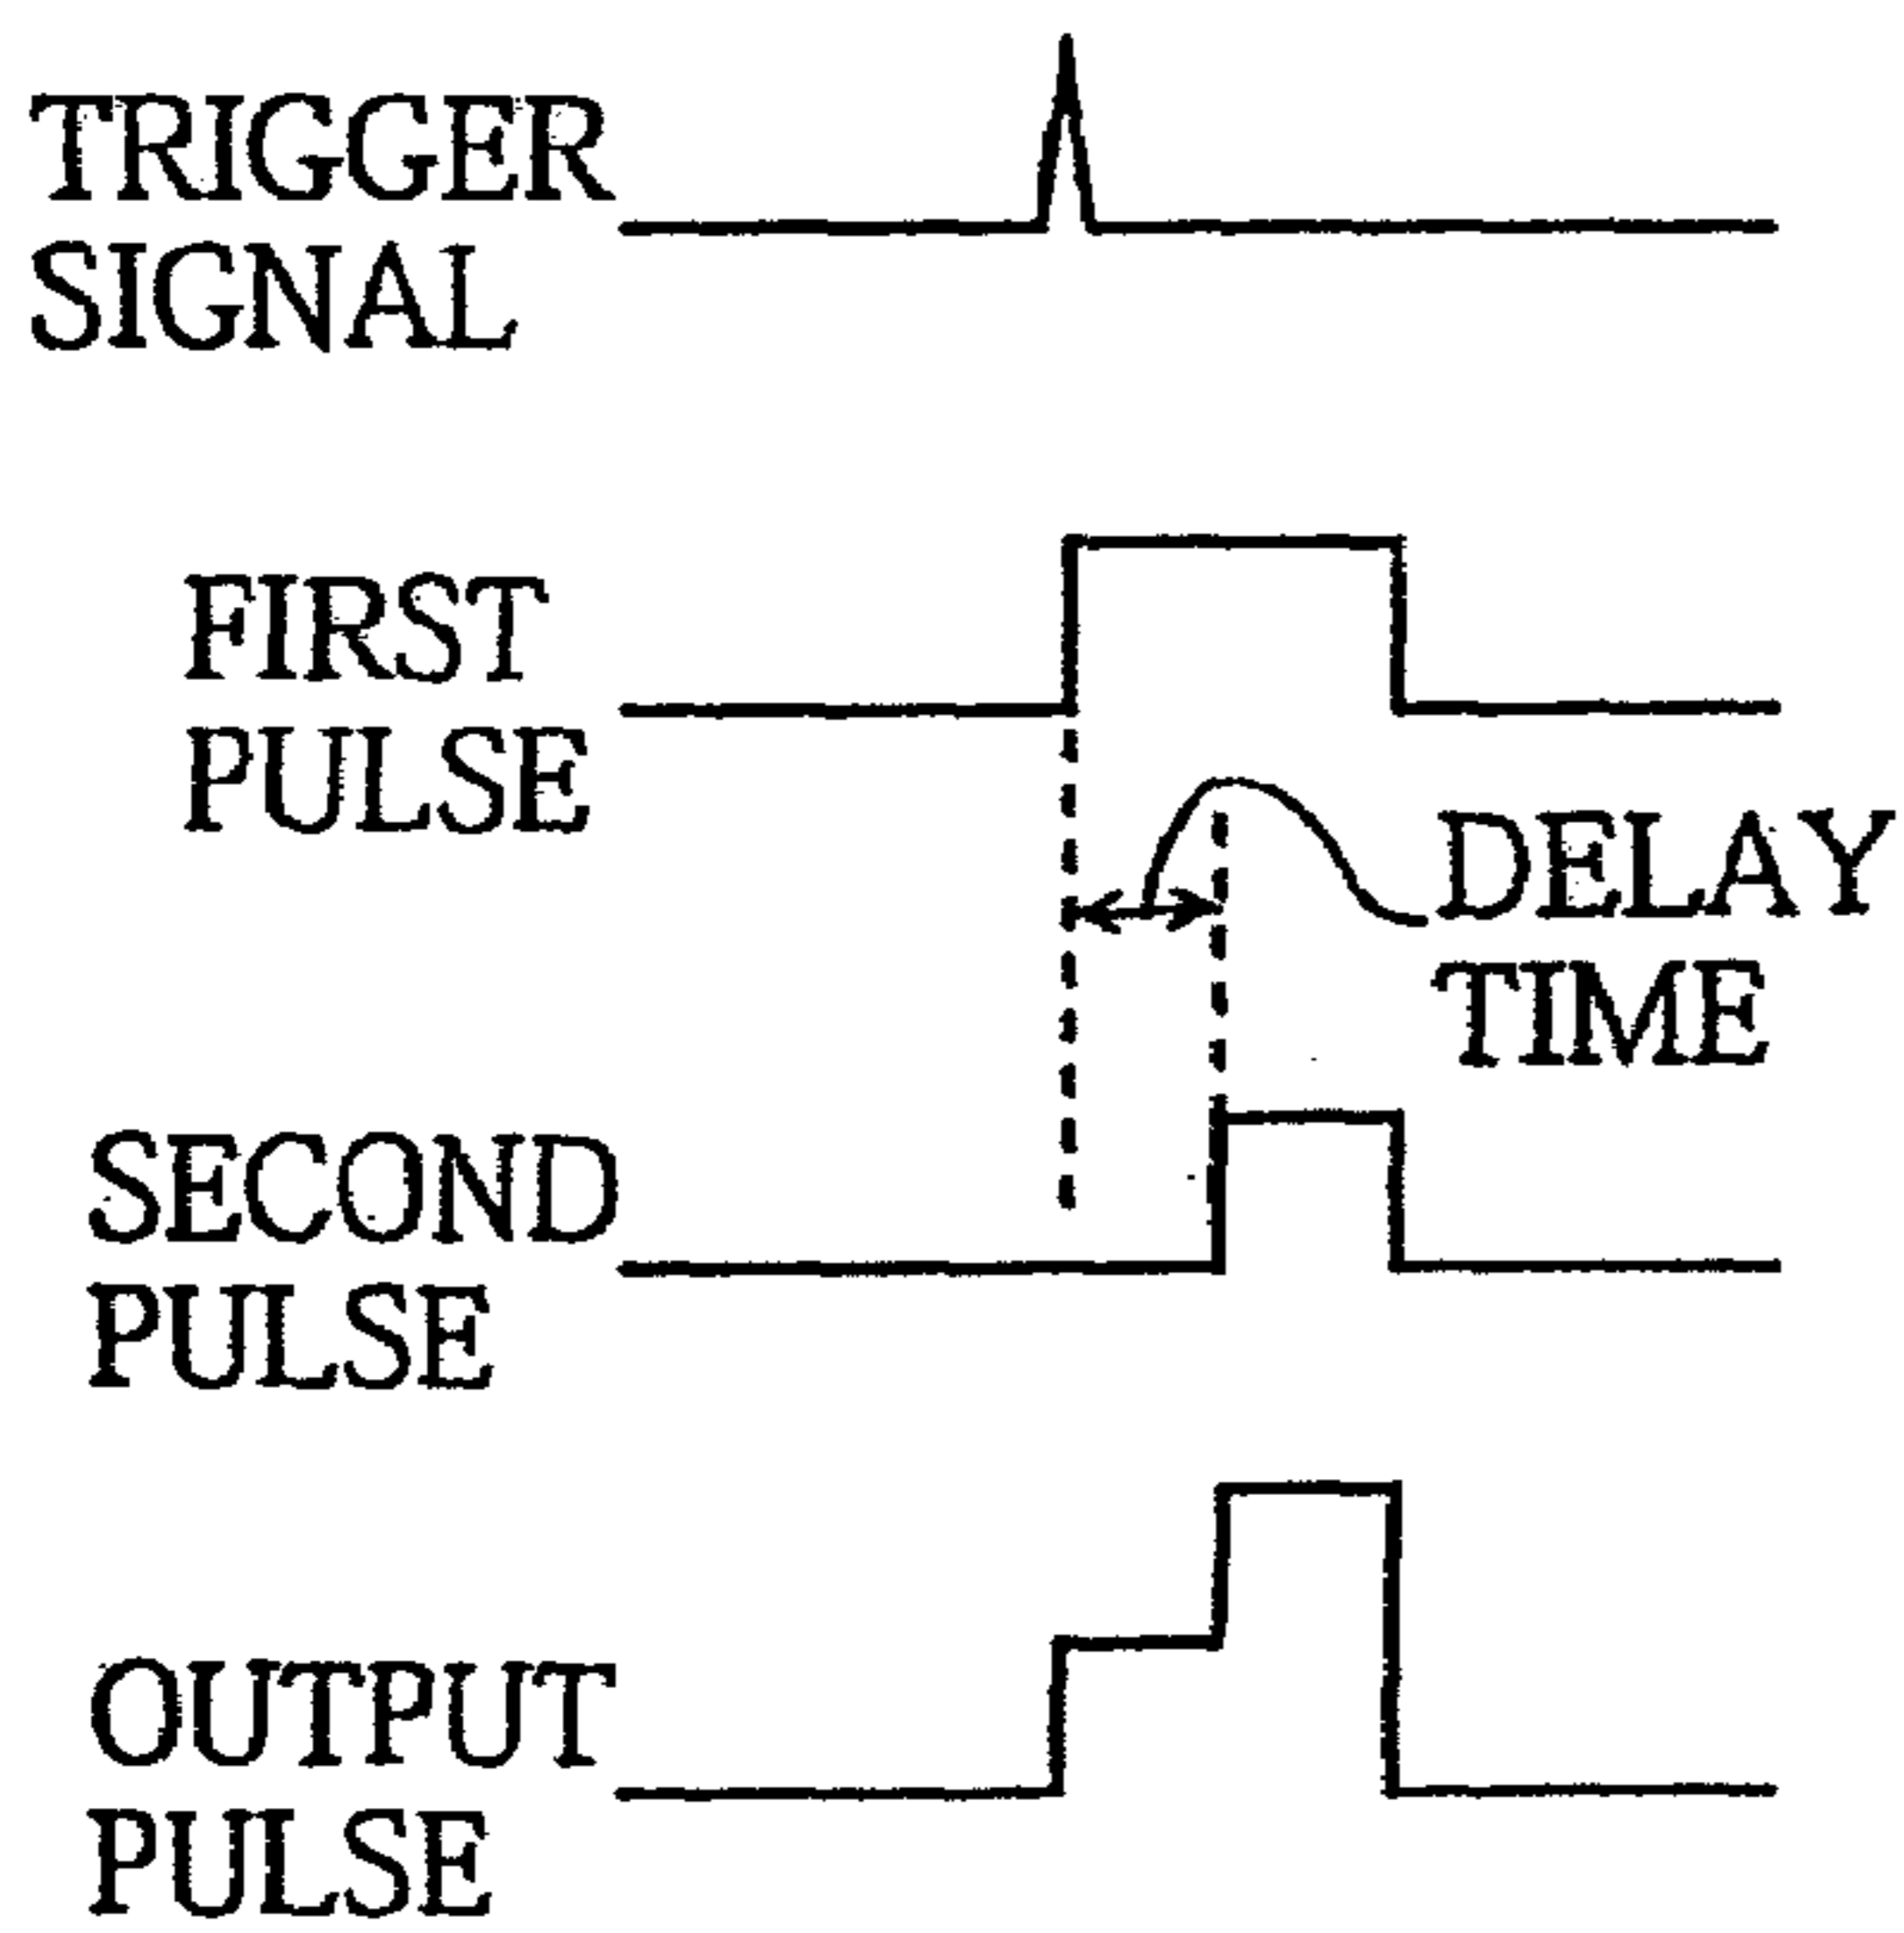 TRIGGER
SIGNAL
FIRST
PULSE
DELAY
TIME
SECOND
PULSE
OUTPUT
PULSE